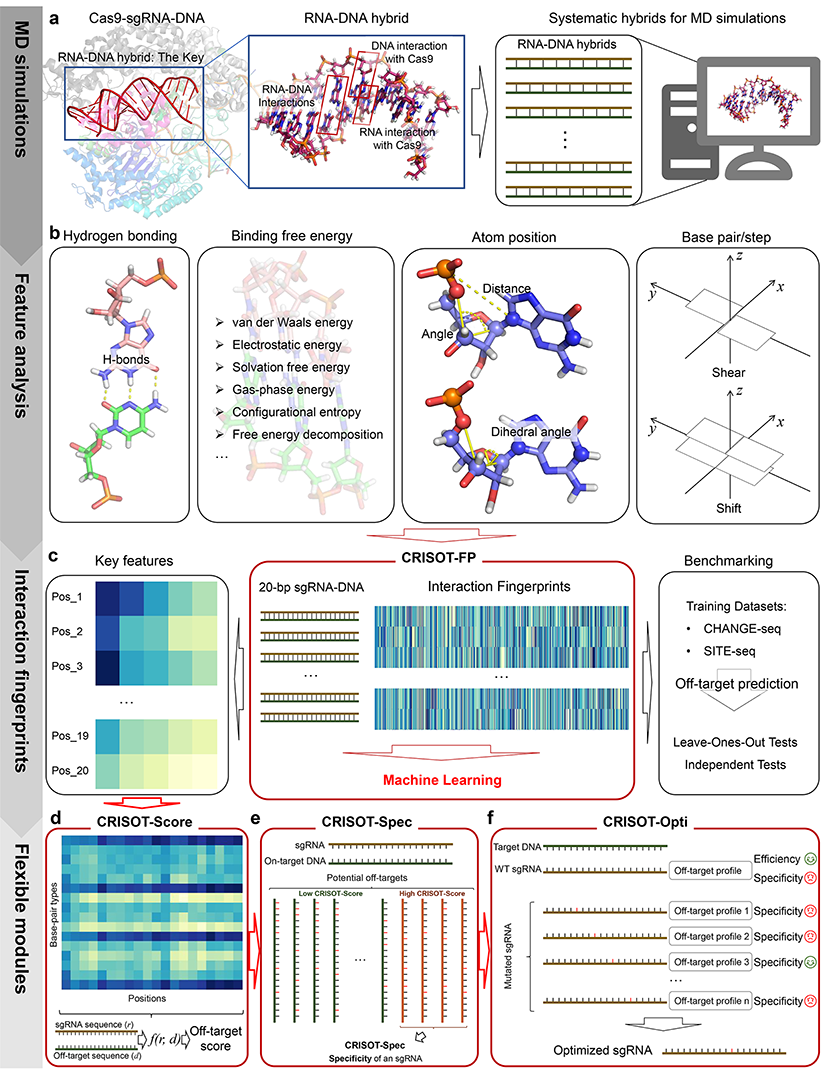 MD simulations
Feature analysis
Interaction fingerprints
Flexible modules
a
Cas9-sgRNA-DNA
RNA-DNA hybrid: The Key
RNA-DNA hybrid
DNA interaction
with Cas9
RNA-DNA
Interactions
RNA interaction
with Cas9
Systematic hybrids for MD simulations
RNA-DNA hybrids
b
Hydrogen bonding
H-bonds
Binding free energy
➢ van der Waals energy
➢ Electrostatic energy
➢ Solvation free energy
➢ Gas-phase energy
➢ Configurational entropy
➢ Free energy decomposition
...
Atom position
Distance
Angle
Dihedral angle
Base pair/step
z
y
x
Shear
z
y
x
Shift
c
Key features
Pos_1
Pos_2
Pos_3
...
Pos_19
Pos_20
CRISOT-FP
20-bp sgRNA-DNA
Interaction Fingerprints
...
...
Machine Learning
Benchmarking
Training Datasets:
• CHANGE-seq
• SITE-seq
Off-target prediction
Leave-Ones-Out Tests
Independent Tests
d
CRISOT-Score
Base-pair types
Positions
sgRNA sequence (r)
Off-target sequence (d)
f(r, d)
Off-target
score
e
CRISOT-Spec
sgRNA
On-target DNA
Potential off-targets
Low CRISOT-Score
High CRISOT-Score
...
CRISOT-Spec
Specificity of an sgRNA
f
CRISOT-Opti
Target DNA
WT sgRNA
Off-target profile
Efficiency
Specificity
Mutated sgRNA
Off-target profile 1 Specificity
Off-target profile 2 Specificity
Off-target profile 3 Specificity
...
Off-target profile n Specificity
Optimized sgRNA